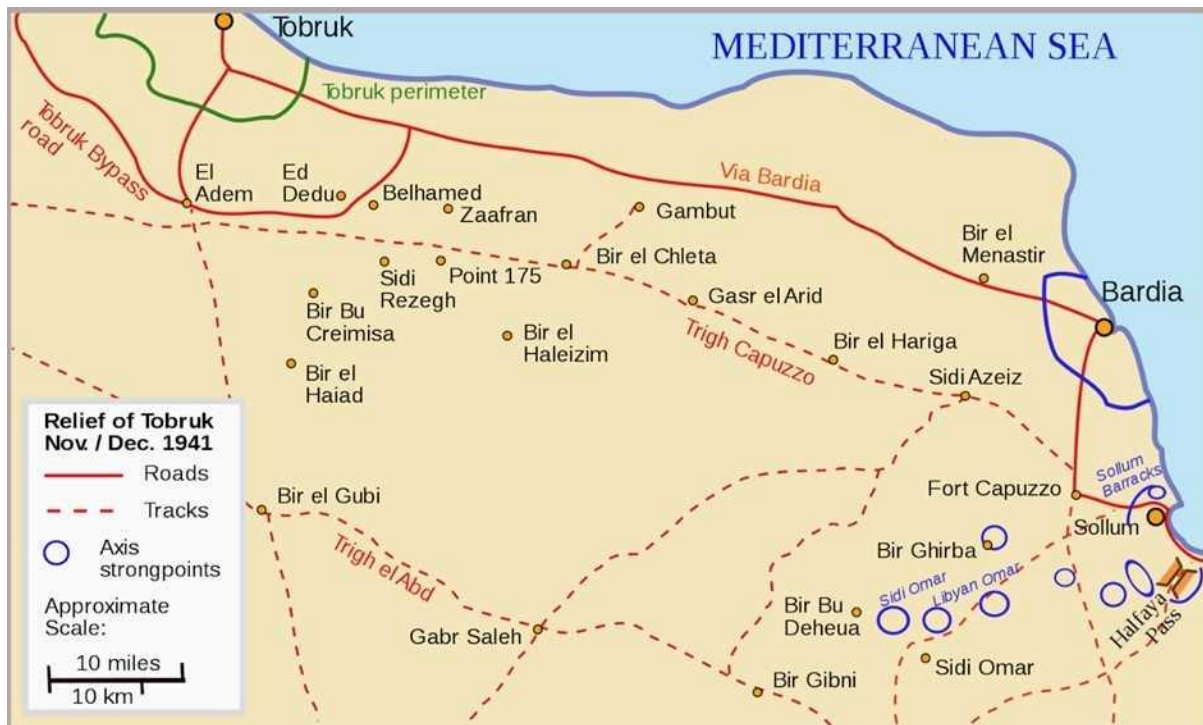 Tobruk
MEDITERRANEAN SEA
Tobruk perimeter
Tobruk Bypass
road
El
Adem
Ed
Dedu
Belhamed
Zaafran
Via Bardia
Gambut
Bir el
Menastir
Bir el Chleta
Sidi
Rezegh
Point 175
Gasr el Arid
Bardia
Bir Bu
Creimisa
Bir el
Haleizim
Trigh Capuzzo
Bir el Hariga
Bir el
Haiad
Sidi Azeiz
Relief of Tobruk
Nov. / Dec. 1941
Roads
Tracks
Axis
strongpoints
Approximate
Scale:
10 miles
10 km
Bir el Gubi
Trigh el Abd
Gabr Saleh
Fort Capuzzo
Sollum
Barracks
Sollum
Bir Ghirba
Sidi Omar
Libyan Omar
Bir Bu
Deheua
Halfaya
Pass
Sidi Omar
Bir Gibni